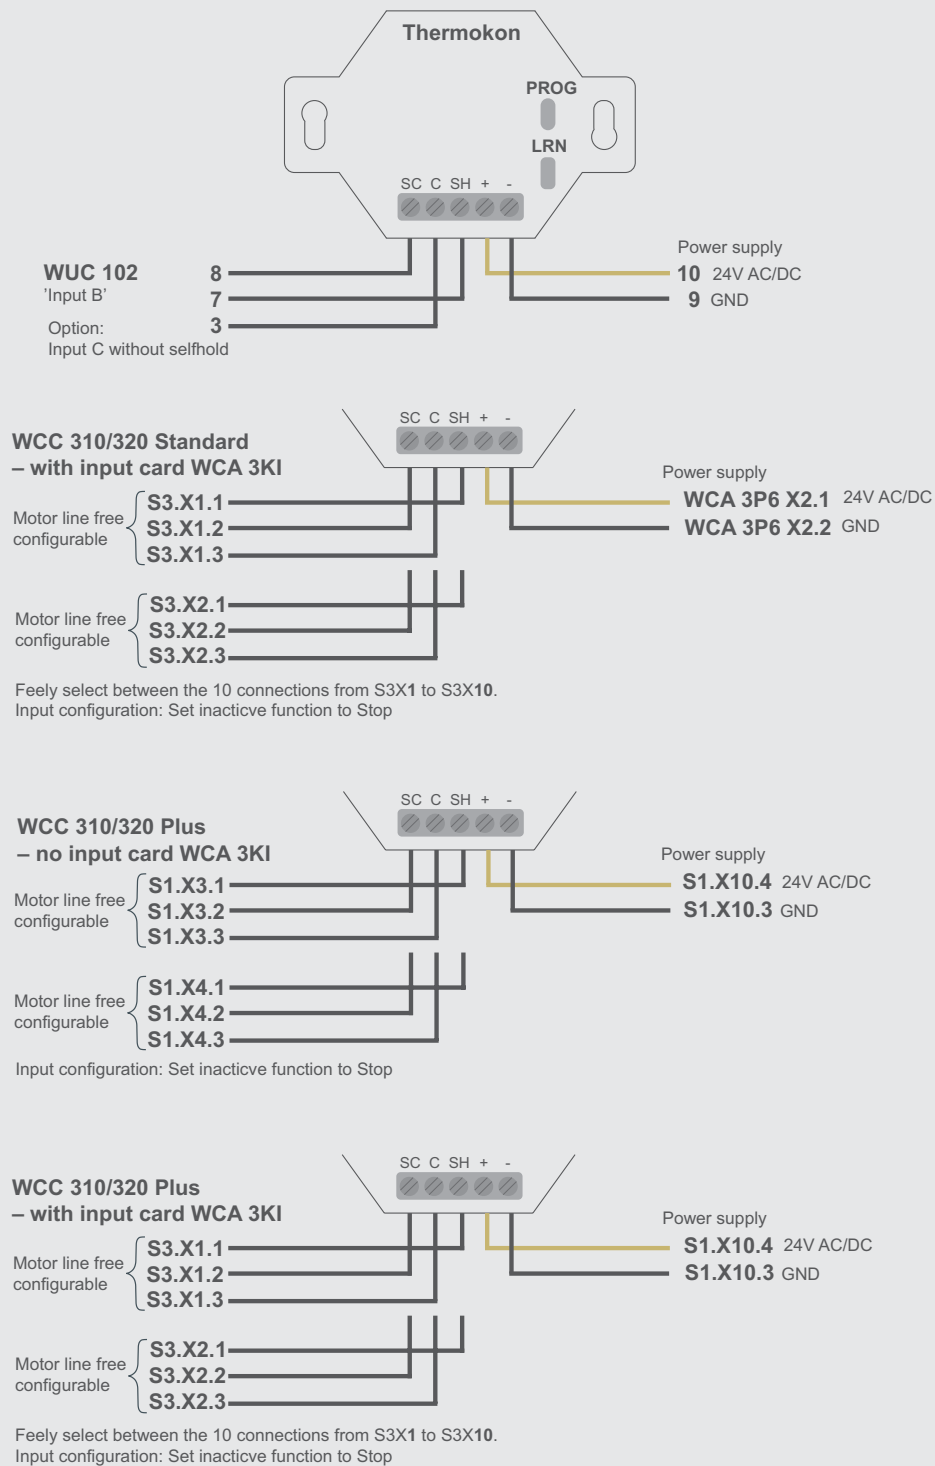 Thermokon
PROG
LRN
SC C SH + -
WUC 102
'Input B'
8
7
Option:
3
Input C without selfhold
Power supply
10 24V AC/DC
9 GND
SC C SH + -
WCC 310/320 Standard
– with input card WCA 3KI
Motor line free
configurable
S3.X1.1
S3.X1.2
S3.X1.3
Power supply
WCA 3P6 X2.1 24V AC/DC
WCA 3P6 X2.2 GND
Motor line free
configurable
S3.X2.1
S3.X2.2
S3.X2.3
Feely select between the 10 connections from S3X1 to S3X10.
Input configuration: Set inacticve function to Stop
SC C SH + -
WCC 310/320 Plus
– no input card WCA 3KI
Motor line free
configurable
S1.X3.1
S1.X3.2
S1.X3.3
Power supply
S1.X10.4 24V AC/DC
S1.X10.3 GND
Motor line free
configurable
S1.X4.1
S1.X4.2
S1.X4.3
Input configuration: Set inacticve function to Stop
SC C SH + -
WCC 310/320 Plus
– with input card WCA 3KI
Motor line free
configurable
S3.X1.1
S3.X1.2
S3.X1.3
Power supply
S1.X10.4 24V AC/DC
S1.X10.3 GND
Motor line free
configurable
S3.X2.1
S3.X2.2
S3.X2.3
Feely select between the 10 connections from S3X1 to S3X10.
Input configuration: Set inacticve function to Stop